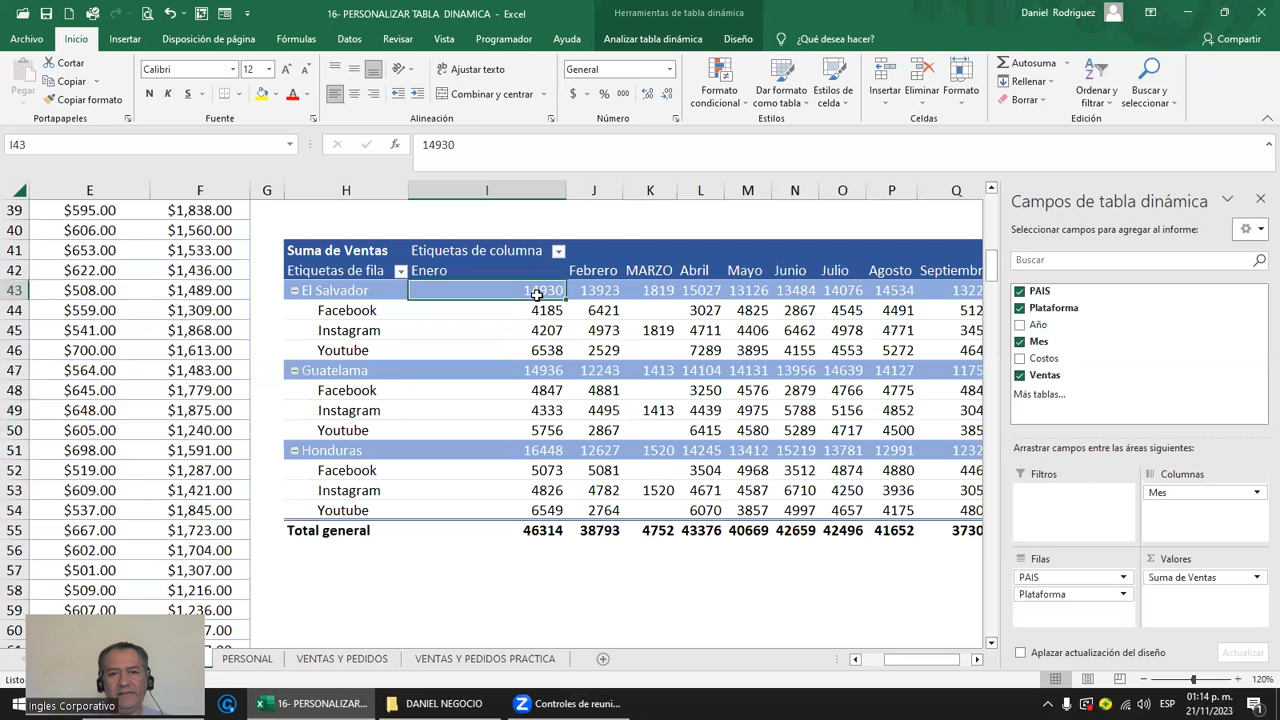 16- PERSONALIZAR TABLA DINAMICA - Excel
Herramientas de tabla dinámica
Daniel Rodriguez
Archivo Inicio Insertar Disposición de página Fórmulas Datos Revisar Vista Programador Ayuda Analizar tabla dinámica Diseño ¿Qué desea hacer? Compartir
Pegar
Cortar
Copiar
Copiar formato
Portapapeles
Calibri 12
N K S
Fuente
Ajustar texto
Combinar y centrar
Alineación
General
$ % 000
Número
Formato condicional
Dar formato como tabla
Estilos de celda
Estilos
Insertar Eliminar Formato
Celdas
Autosuma
Rellenar
Borrar
Ordenar y filtrar
Buscar y seleccionar
Edición
I43 14930
E F G H I J K L M N O P Q
39 $595.00 $1,838.00
40 $606.00 $1,560.00
41 $653.00 $1,533.00 Suma de Ventas Etiquetas de columna
42 $622.00 $1,436.00 Etiquetas de fila Enero Febrero MARZO Abril Mayo Junio Julio Agosto Septiembr
43 $508.00 $1,489.00 El Salvador 14930 13923 1819 15027 13126 13484 14076 14534 1322
44 $559.00 $1,309.00 Facebook 4185 6421 3027 4825 2867 4545 4491 512
45 $541.00 $1,868.00 Instagram 4207 4973 1819 4711 4406 6462 4978 4771 345
46 $700.00 $1,613.00 Youtube 6538 2529 7289 3895 4155 4553 5272 464
47 $564.00 $1,483.00 Guatelama 14936 12243 1413 14104 14131 13956 14639 14127 1175
48 $645.00 $1,779.00 Facebook 4847 4881 3250 4976 2879 4766 4775 484
49 $648.00 $1,875.00 Instagram 4333 4495 1413 4439 4975 5788 5156 4852 304
50 $605.00 $1,240.00 Youtube 5756 2867 6415 4580 5289 4717 4500 385
51 $698.00 $1,591.00 Honduras 16448 12627 1520 14245 13412 15219 13781 12991 1232
52 $519.00 $1,287.00 Facebook 5073 5081 3504 4968 3512 4874 4880 446
53 $609.00 $1,421.00 Instagram 4826 4782 1520 4671 4587 6710 4250 3936 305
54 $537.00 $1,845.00 Youtube 6549 2764 6070 3857 4997 4657 4175 480
55 $667.00 $1,723.00 Total general 46314 38793 4752 43376 40669 42659 42496 41652 3730
56 $602.00 $1,704.00
57 $501.00 $1,307.00
58 $509.00 $1,216.00
59 $607.00 $1,236.00
60
Campos de tabla dinámica
Seleccionar campos para agregar al informe:
Buscar
PAIS
Plataforma
Año
Mes
Costos
Ventas
Más tablas...
Arrastrar campos entre las áreas siguientes:
Filtros
Columnas
Mes
Filas
PAIS
Plataforma
Σ Valores
Suma de Ventas
Aplazar actualización del diseño Actualizar
PERSONAL VENTAS Y PEDIDOS VENTAS Y PEDIDOS PRACTICA
Listo
120%
Ingles Corporativo
16- PERSONALIZAR...
DANIEL NEGOCIO
Controles de reuni...
ESP
01:14 p. m.
21/11/2023